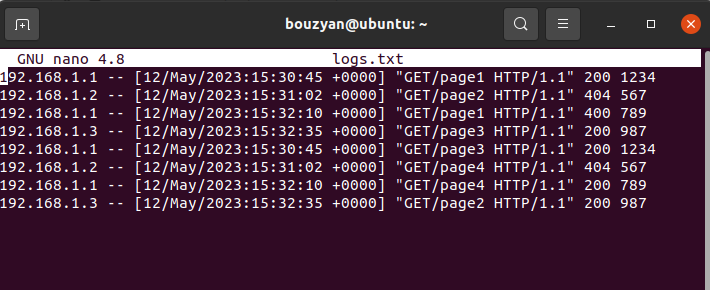 bouzyan@ubuntu: ~
GNU nano 4.8 logs.txt
192.168.1.1 -- [12/May/2023:15:30:45 +0000] "GET/page1 HTTP/1.1" 200 1234
192.168.1.2 -- [12/May/2023:15:31:02 +0000] "GET/page2 HTTP/1.1" 404 567
192.168.1.1 -- [12/May/2023:15:32:10 +0000] "GET/page1 HTTP/1.1" 400 789
192.168.1.3 -- [12/May/2023:15:32:35 +0000] "GET/page3 HTTP/1.1" 200 987
192.168.1.1 -- [12/May/2023:15:30:45 +0000] "GET/page3 HTTP/1.1" 200 1234
192.168.1.2 -- [12/May/2023:15:31:02 +0000] "GET/page4 HTTP/1.1" 404 567
192.168.1.1 -- [12/May/2023:15:32:10 +0000] "GET/page4 HTTP/1.1" 200 789
192.168.1.3 -- [12/May/2023:15:32:35 +0000] "GET/page2 HTTP/1.1" 200 987